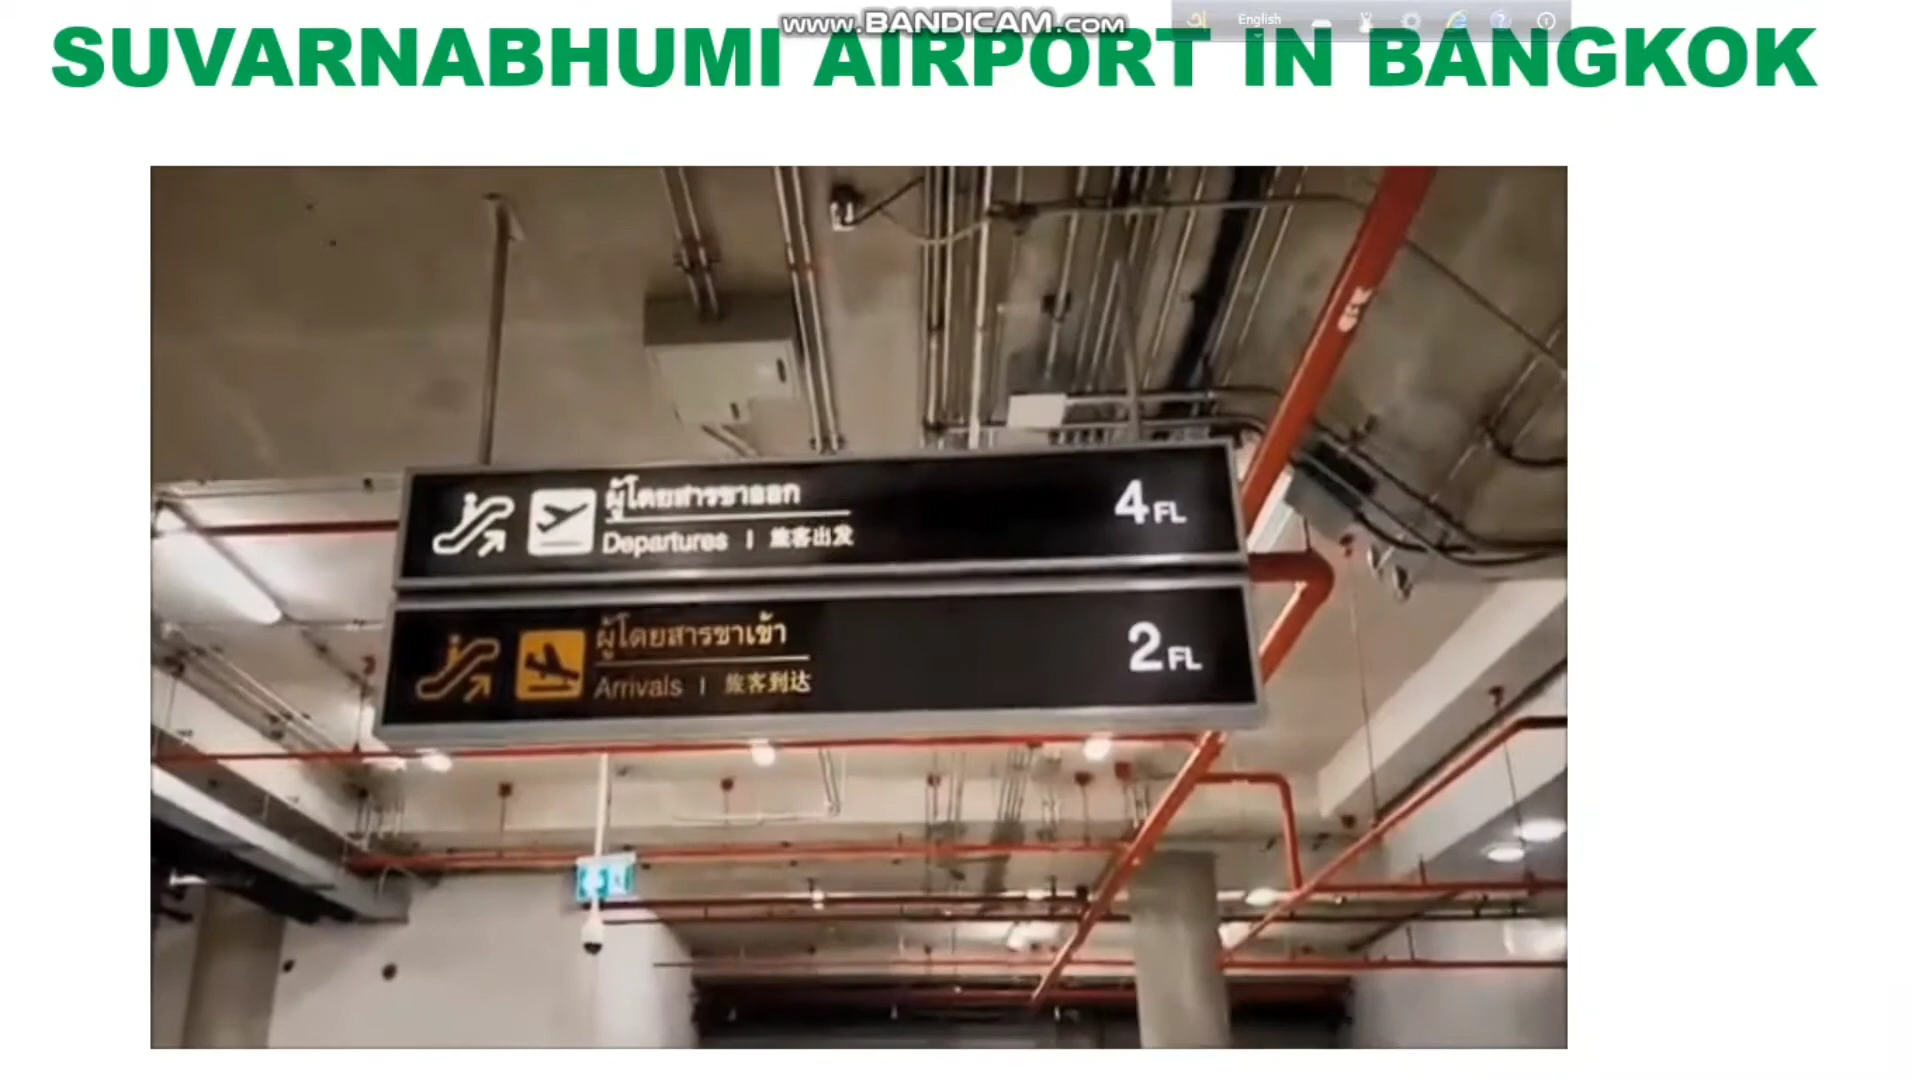 www.BANDICAM.com
English
SUVARNABHUMI AIRPORT IN BANGKOK
ผู้โดยสารขาออก
Departures | 旅客出发
4FL
ผู้โดยสารขาเข้า
Arrivals | 旅客到达
2FL